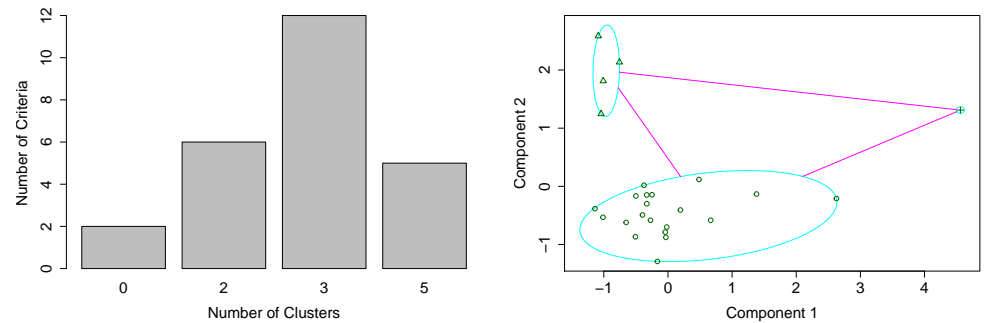 12
10
8
6
4
2
0
Number of Criteria
0 2 3 5
Number of Clusters
2
1
0
−1
Component 2
−1 0 1 2 3 4
Component 1